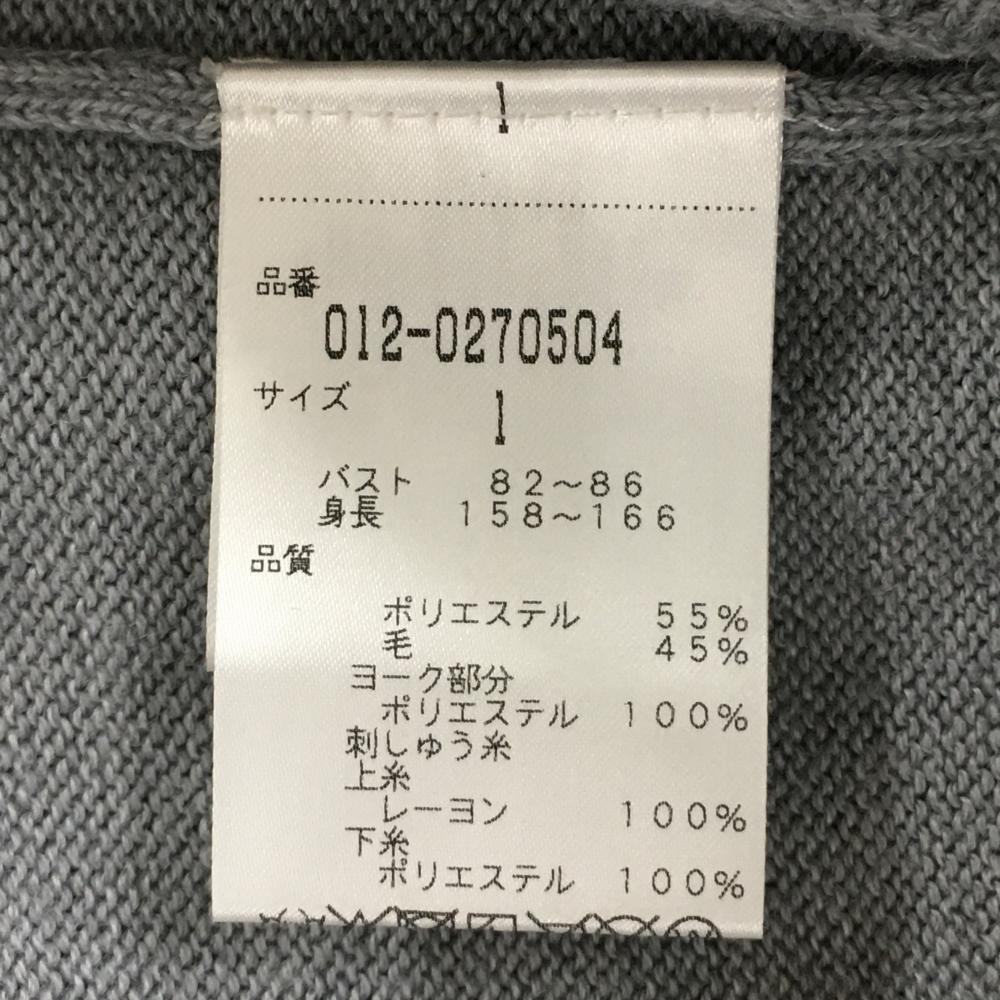 1
品番
012-0270504
サイズ
1
バスト 82～86
身長 158～166
品質
ポリエステル 55%
毛 45%
ヨーク部分
ポリエステル 100%
刺しゅう糸
上糸
レーヨン 100%
下糸
ポリエステル 100%